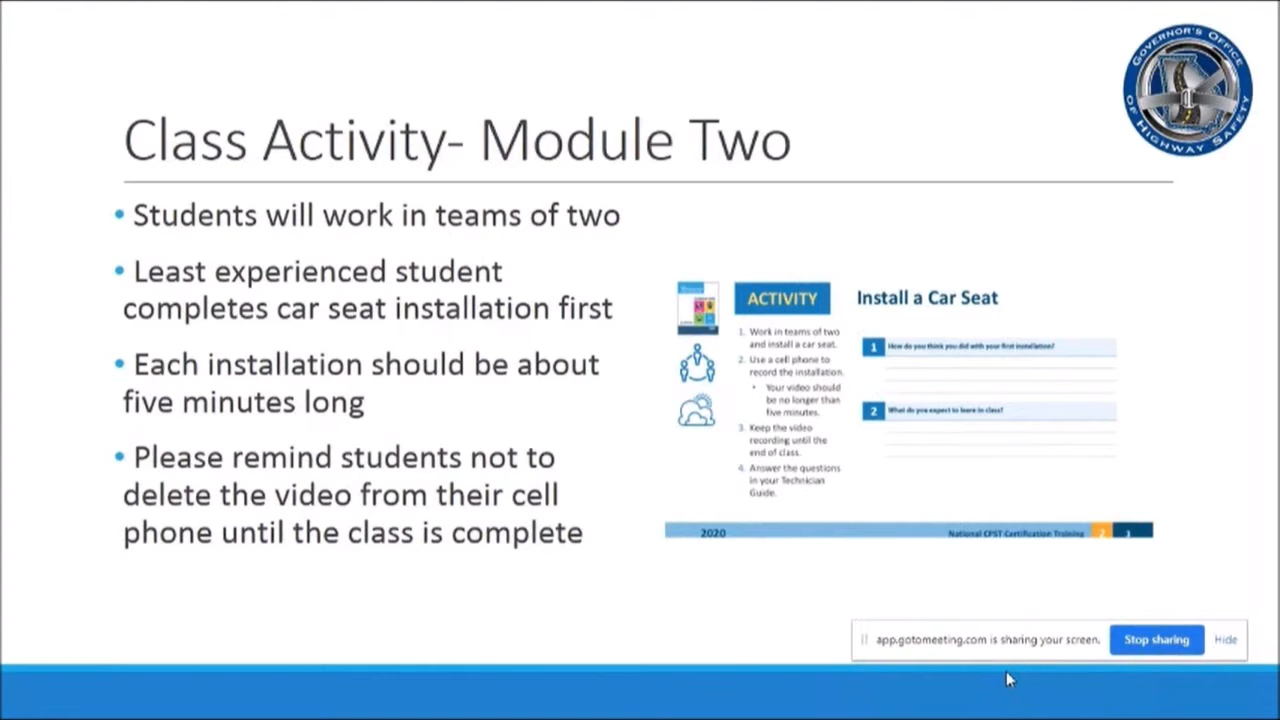 GOVERNOR'S OFFICE
OF HIGHWAY SAFETY
Class Activity- Module Two
• Students will work in teams of two
• Least experienced student
completes car seat installation first
• Each installation should be about
five minutes long
• Please remind students not to
delete the video from their cell
phone until the class is complete
ACTIVITY
Install a Car Seat
1. Work in teams of two
and install a car seat.
2. Use a cell phone to
record the installation.
• Your video should
be no longer than
five minutes.
3. Keep the video
recording until the
end of class.
4. Answer the questions
in your Technician
Guide.
1 How do you think you did with your first installation?
2 What do you expect to learn in class?
2020
National CPST Certification Training
2
app.gotomeeting.com is sharing your screen.
Stop sharing
Hide